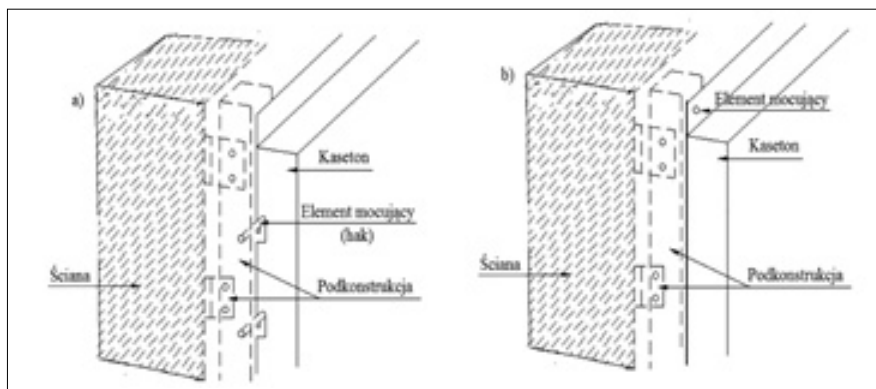 a)
Kaseton
Element mocujący
(hak)
Ściana
Podkonstrukcja
b)
Element mocujący
Kaseton
Ściana
Podkonstrukcja